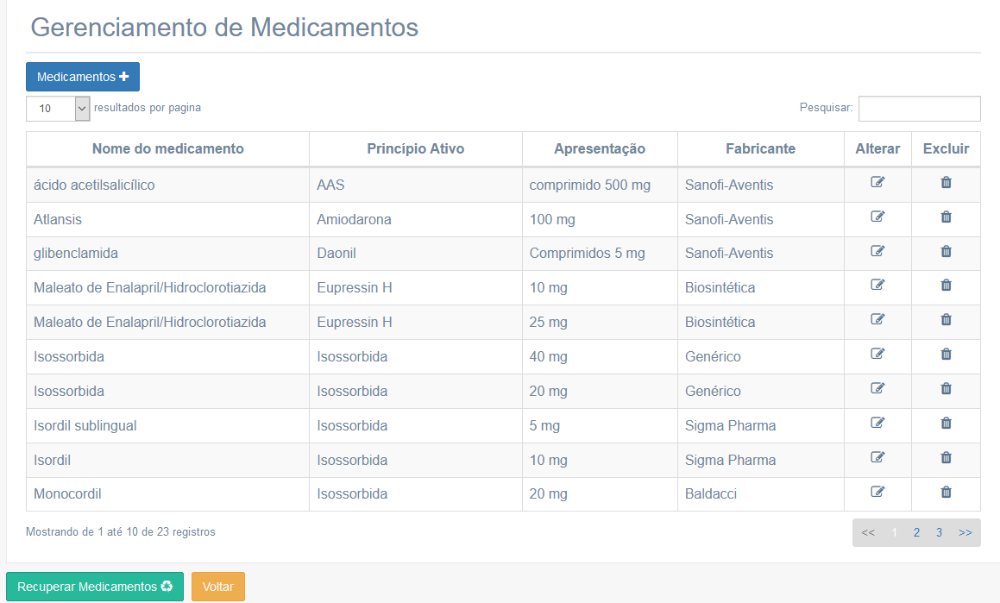 Gerenciamento de Medicamentos
Medicamentos
10 resultados por pagina Pesquisar:
Nome do medicamento Princípio Ativo Apresentação Fabricante Alterar Excluir
ácido acetilsalicílico AAS comprimido 500 mg Sanofi-Aventis
Atlansis Amiodarona 100 mg Sanofi-Aventis
glibenclamida Daonil Comprimidos 5 mg Sanofi-Aventis
Maleato de Enalapril/Hidroclorotiazida Eupressin H 10 mg Biosintética
Maleato de Enalapril/Hidroclorotiazida Eupressin H 25 mg Biosintética
Isossorbida Isossorbida 40 mg Genérico
Isossorbida Isossorbida 20 mg Genérico
Isordil sublingual Isossorbida 5 mg Sigma Pharma
Isordil Isossorbida 10 mg Sigma Pharma
Monocordil Isossorbida 20 mg Baldacci
Mostrando de 1 até 10 de 23 registros << 1 2 3 >>
Recuperar Medicamentos Voltar